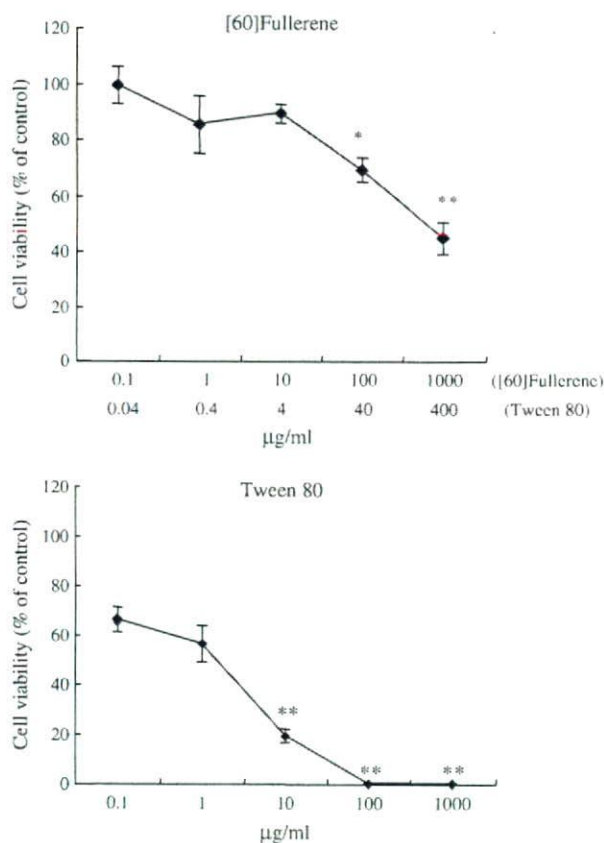 [60]Fullerene
Cell viability (% of control)
120
100
80
60
40
20
0
*
**
0.1 1 10 100 1000 ([60]Fullerene)
0.04 0.4 4 40 400 (Tween 80)
μg/ml
Tween 80
Cell viability (% of control)
120
100
80
60
40
20
0
**
** **
0.1 1 10 100 1000
μg/ml